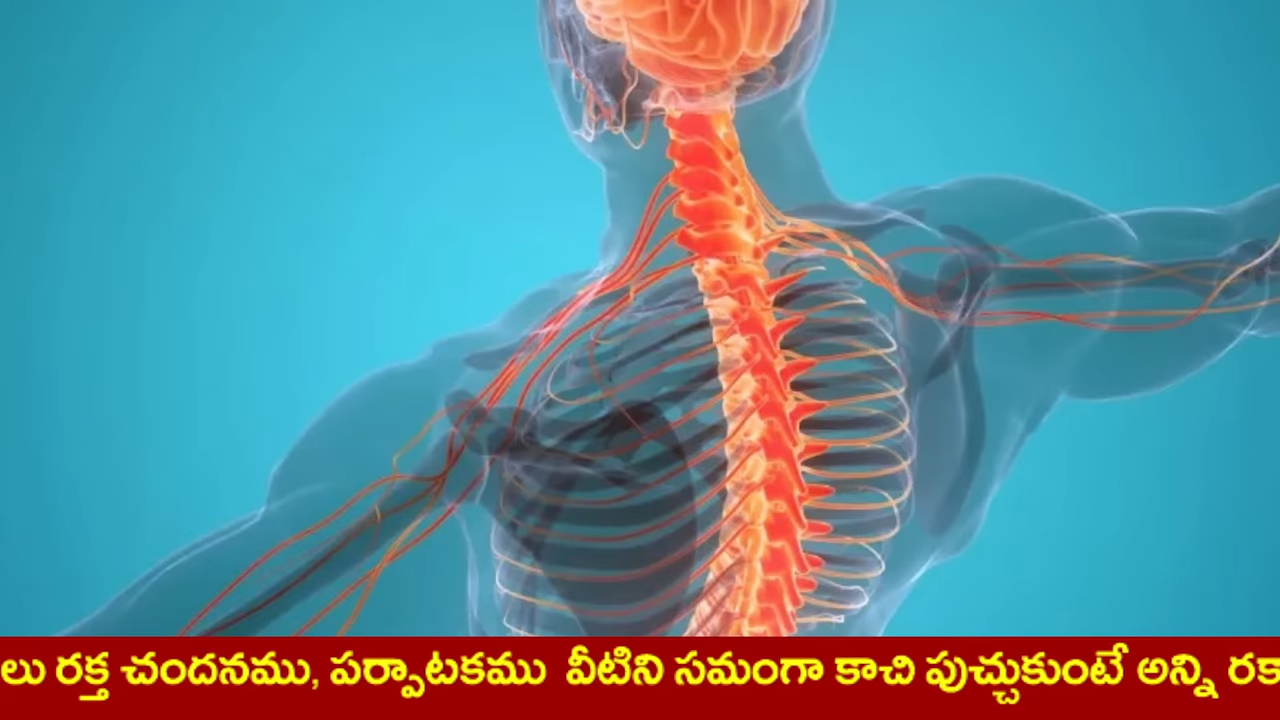 లు రక్త చందనము, పర్పాటకము వీటిని సమంగా కాచి పుచ్చుకుంటే అన్ని రకా